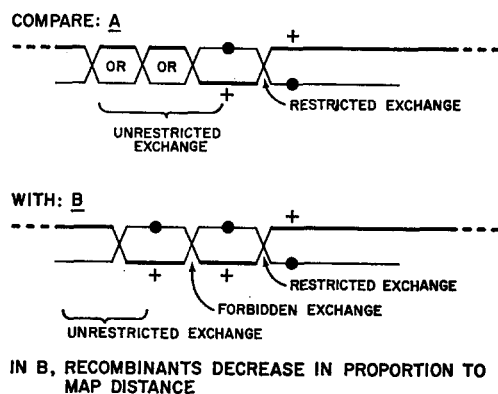 COMPARE: A
+
OR OR
+
RESTRICTED EXCHANGE
UNRESTRICTED
EXCHANGE
WITH: B
+
+ +
RESTRICTED EXCHANGE
FORBIDDEN EXCHANGE
UNRESTRICTED EXCHANGE
IN B, RECOMBINANTS DECREASE IN PROPORTION TO
MAP DISTANCE